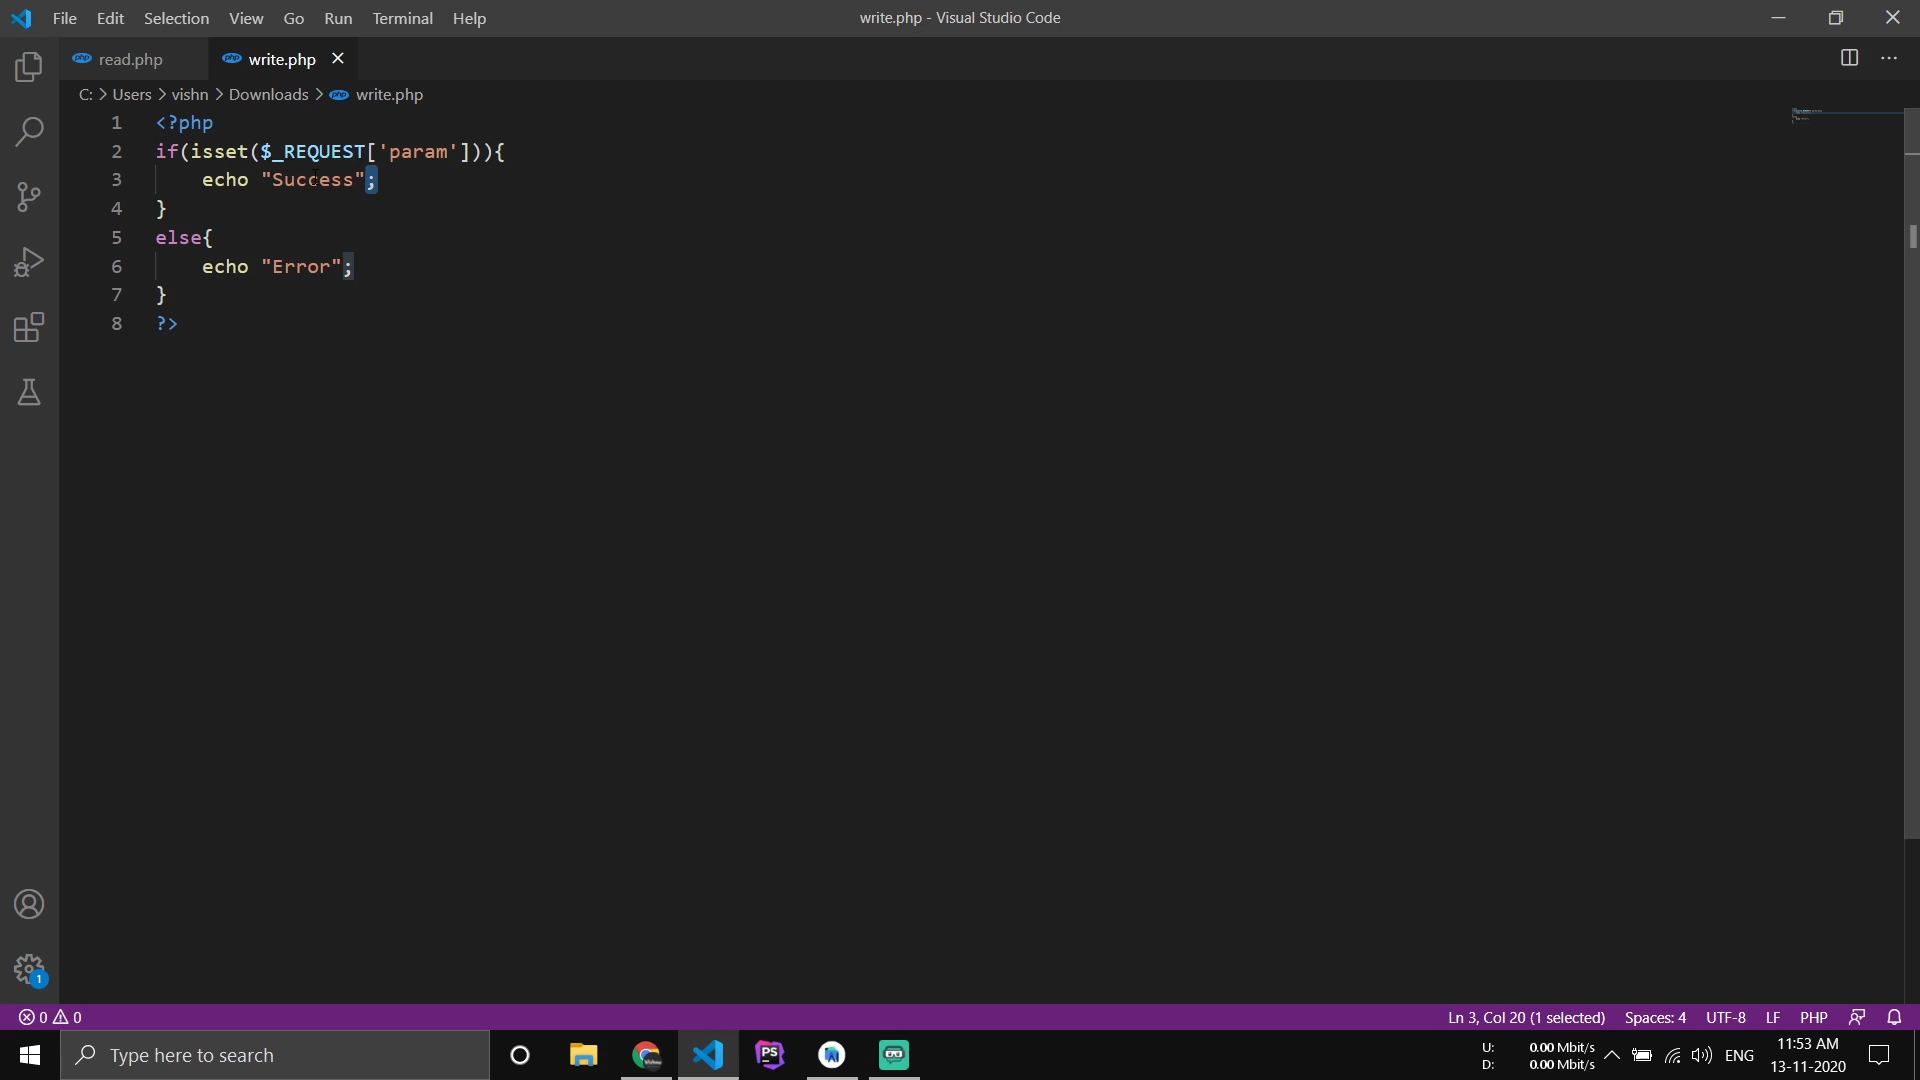 File Edit Selection View Go Run Terminal Help
write.php - Visual Studio Code
read.php write.php
C: > Users > vishn > Downloads > write.php
1 <?php
2 if(isset($_REQUEST['param'])){
3 echo "Success";
4 }
5 else{
6 echo "Error";
7 }
8 ?>
1
0 0
Ln 3, Col 20 (1 selected) Spaces: 4 UTF-8 LF PHP
Type here to search
PS
U: 0.00 Mbit/s
D: 0.00 Mbit/s
ENG
11:53 AM
13-11-2020